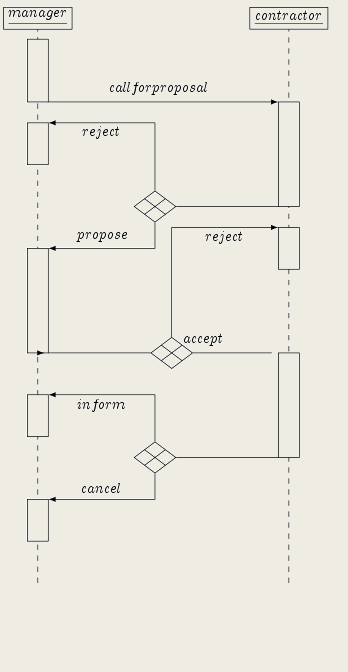 manager
contractor
callforproposal
reject
propose
reject
accept
inform
cancel